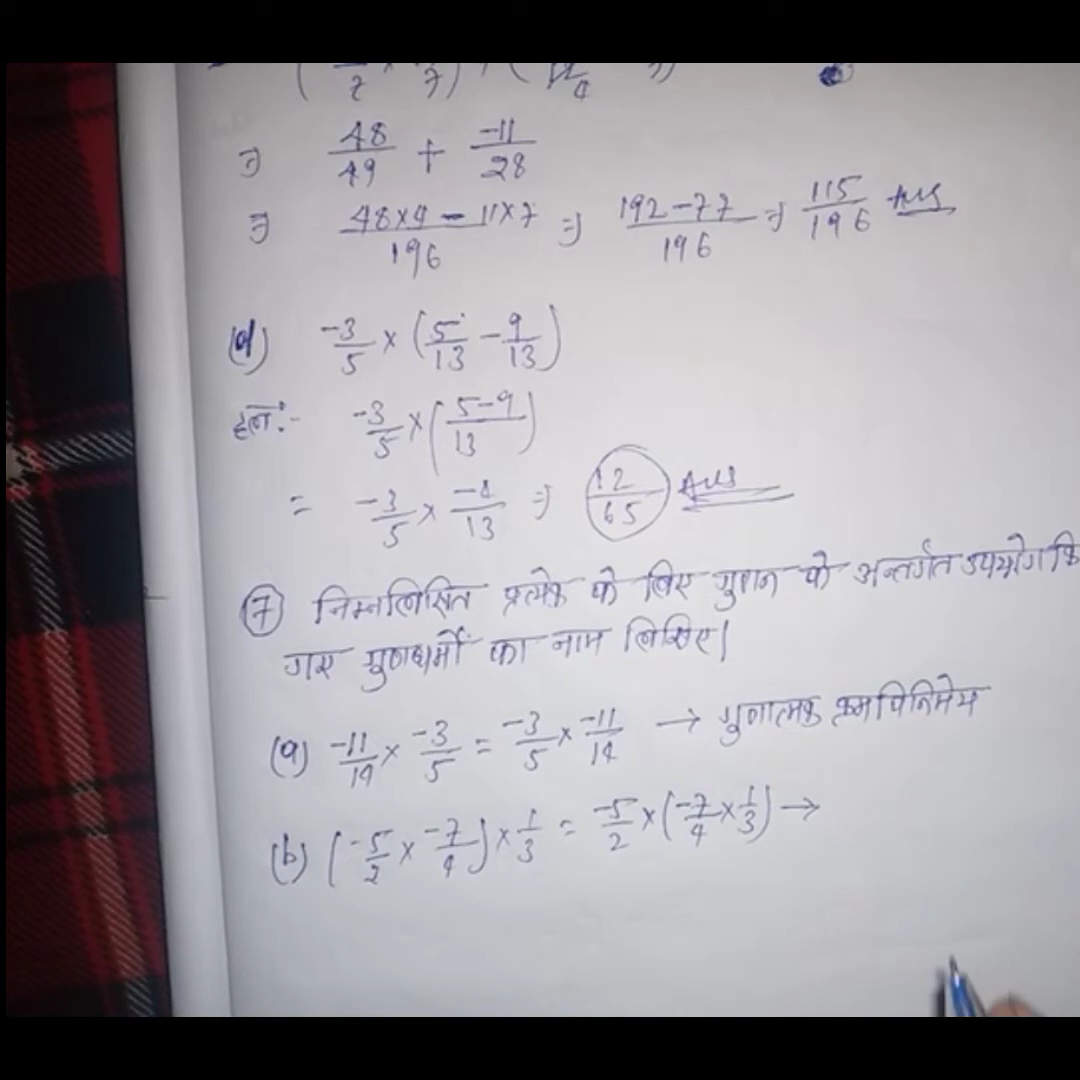 ⇒ 48/49 + -11/28
⇒ 48×4 - 11×7/196 ⇒ 192-77/196 ⇒ 115/196 Ans
(d) -3/5 × (5/13 - 9/13)
हल:- -3/5 × (5-9/13)
= -3/5 × -4/13 ⇒ 12/65 Ans
(7) निम्नलिखित प्रत्येक के लिए गुणन के अन्तर्गत उपयोग कि
गए गुणधर्मों का नाम लिखिए।
(a) -11/14 × -3/5 = -3/5 × -11/14 → गुणात्मक क्रमविनिमेय
(b) (-5/2 × -7/4) × 1/3 = -5/2 × (-7/4 × 1/3) →